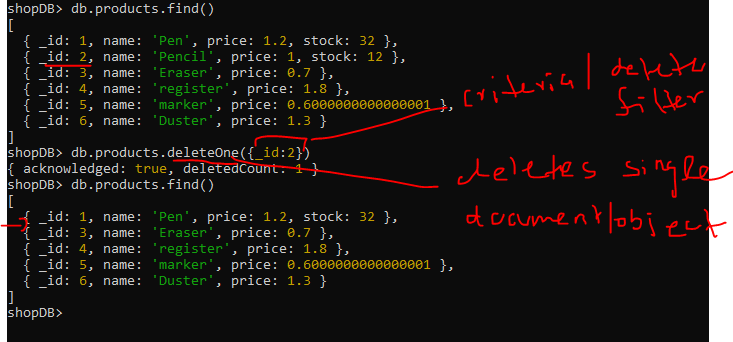 shopDB> db.products.find()
[
  { _id: 1, name: 'Pen', price: 1.2, stock: 32 },
  { _id: 2, name: 'Pencil', price: 1, stock: 12 },
  { _id: 3, name: 'Eraser', price: 0.7 },
  { _id: 4, name: 'register', price: 1.8 },
  { _id: 5, name: 'marker', price: 0.6000000000000001 },
  { _id: 6, name: 'Duster', price: 1.3 }
]
criteria | delete
filter
shopDB> db.products.deleteOne({_id:2})
{ acknowledged: true, deletedCount: 1 }
deletes single
document/object
shopDB> db.products.find()
[
  { _id: 1, name: 'Pen', price: 1.2, stock: 32 },
  { _id: 3, name: 'Eraser', price: 0.7 },
  { _id: 4, name: 'register', price: 1.8 },
  { _id: 5, name: 'marker', price: 0.6000000000000001 },
  { _id: 6, name: 'Duster', price: 1.3 }
]
shopDB>